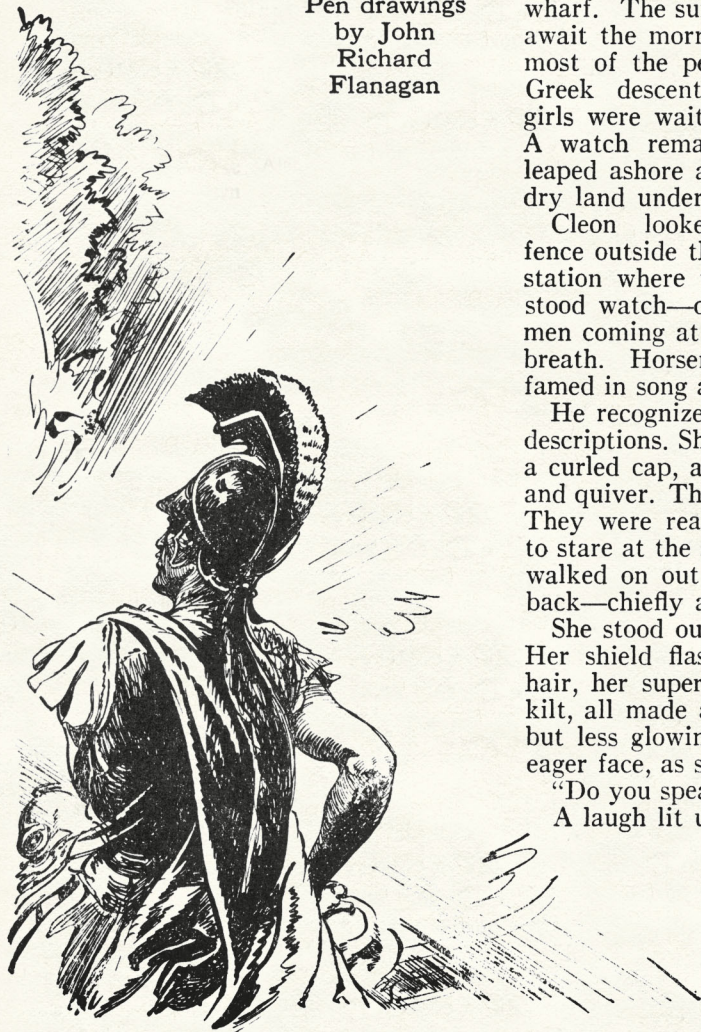 Pen drawings
by John
Richard
Flanagan
wharf. The su
await the morr
most of the pe
Greek descent
girls were wait
A watch rema
leaped ashore a
dry land under
Cleon looke
fence outside th
station where
stood watch—o
men coming at
breath. Horser
famed in song a
He recognize
descriptions. Sh
a curled cap, a
and quiver. Th
They were rea
to stare at the
walked on out
back—chiefly a
She stood ou
Her shield flas
hair, her super
kilt, all made a
but less glowin
eager face, as s
"Do you spea
A laugh lit u